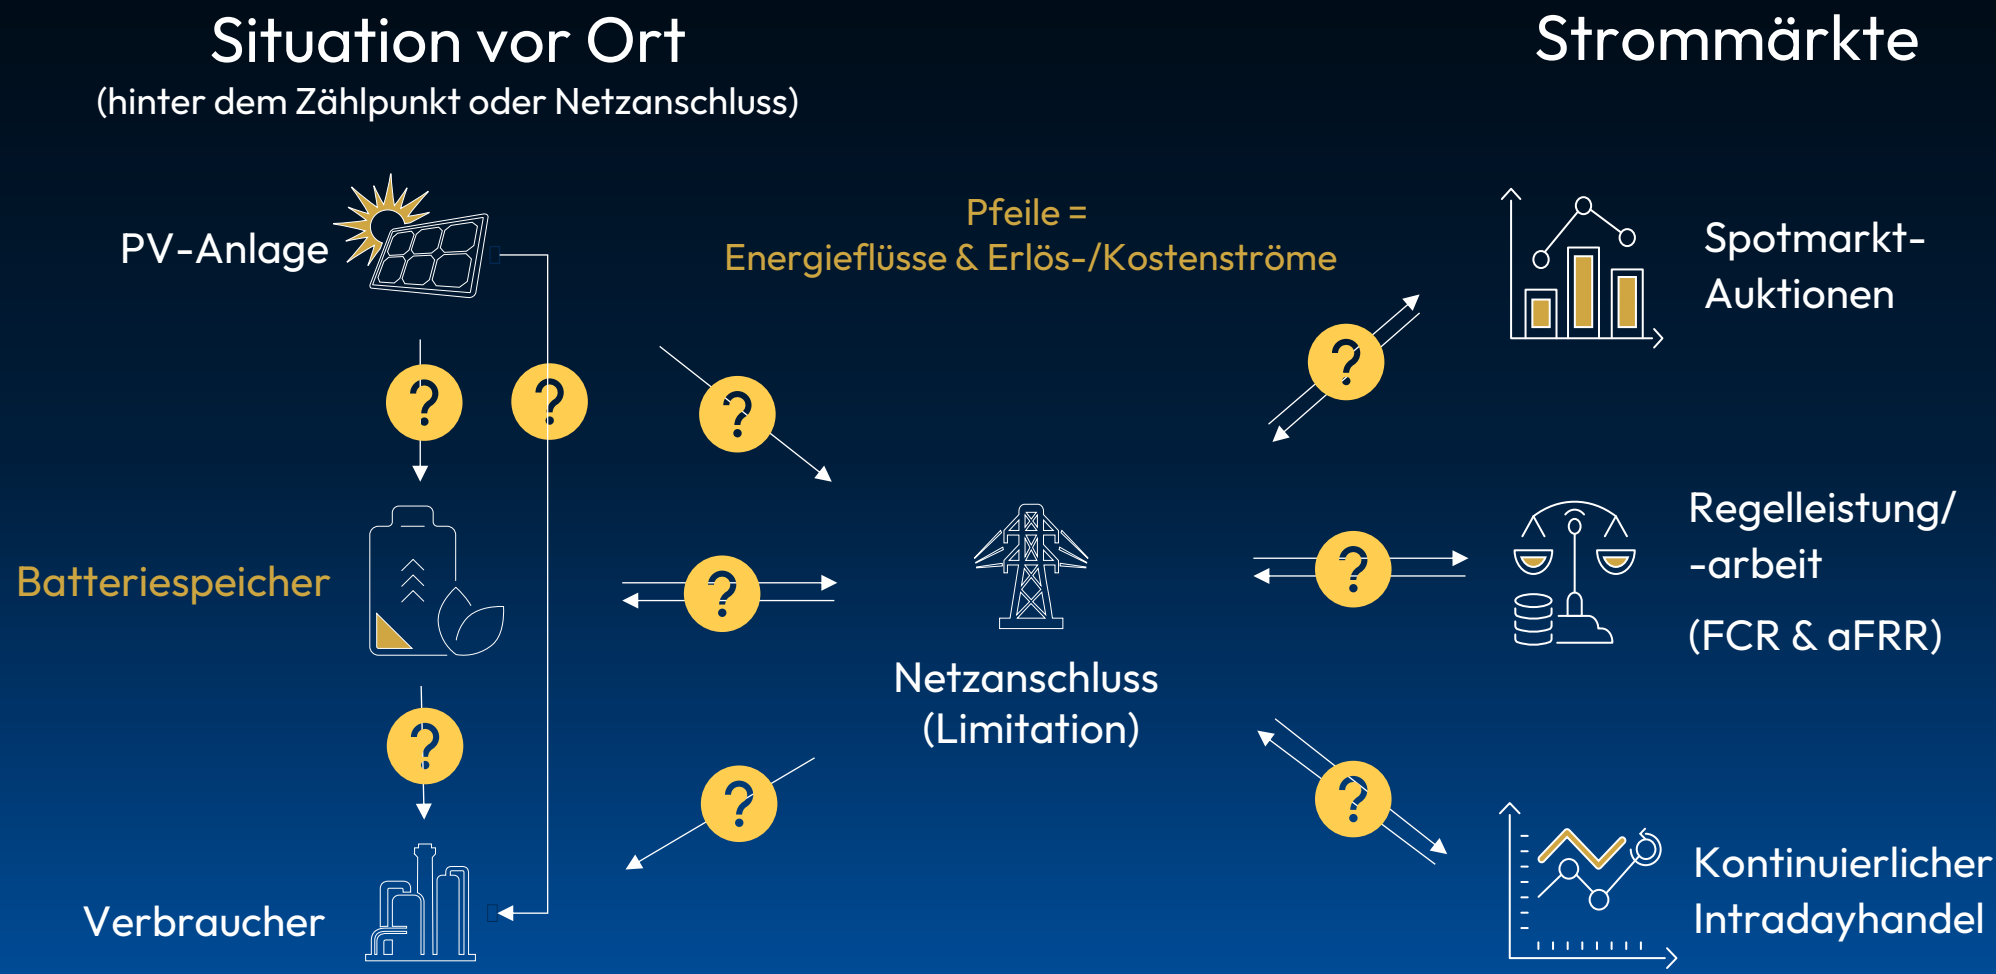 Situation vor Ort
(hinter dem Zählpunkt oder Netzanschluss)
Strommärkte
PV-Anlage
Pfeile =
Energieflüsse & Erlös-/Kostenströme
Spotmarkt-
Auktionen
?
?
?
?
Batteriespeicher
?
?
Regelleistung/
-arbeit
(FCR & aFRR)
Netzanschluss
(Limitation)
?
?
?
Verbraucher
Kontinuierlicher
Intradayhandel